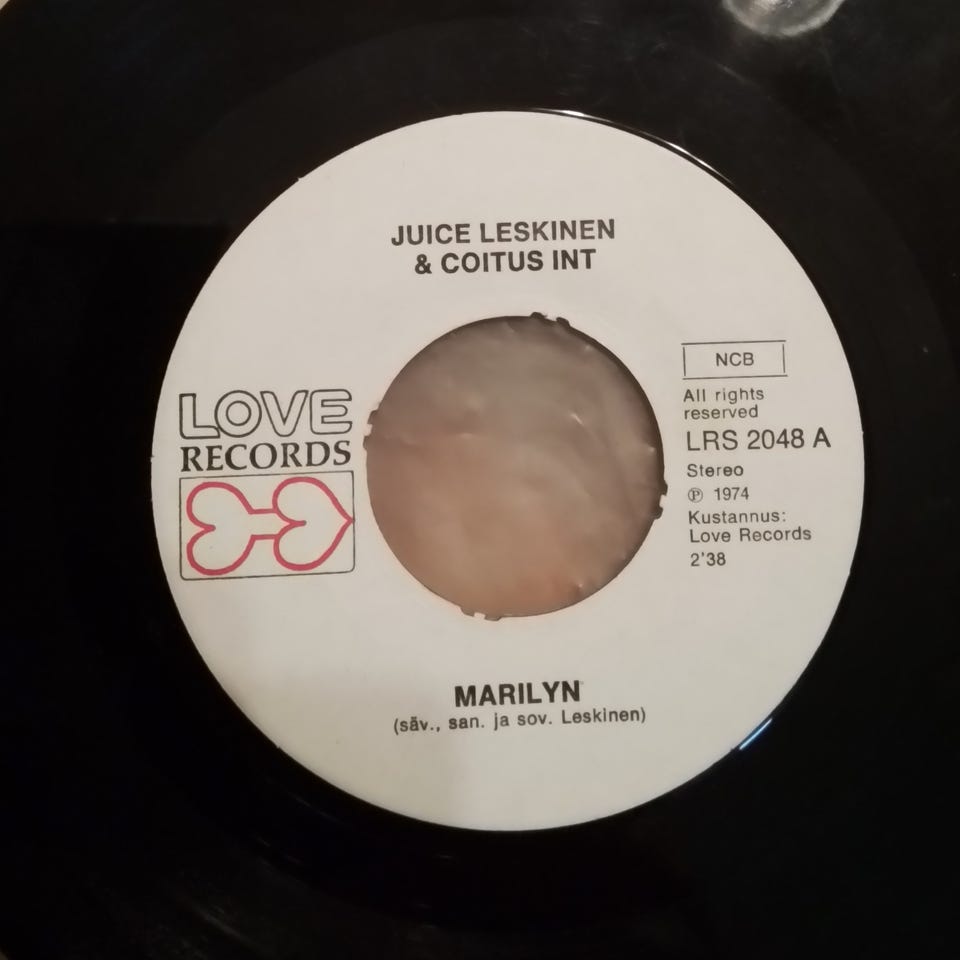 JUICE LESKINEN
& COITUS INT
LOVE
RECORDS
NCB
All rights
reserved
LRS 2048 A
Stereo
℗ 1974
Kustannus:
Love Records
2'38
MARILYN
(säv., san. ja sov. Leskinen)